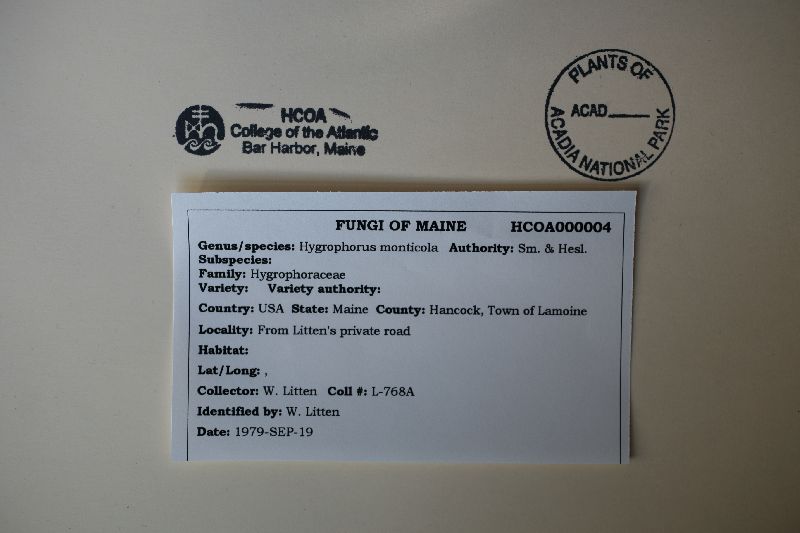 HCOA
College of the Atlantic
Bar Harbor, Maine
PLANTS OF
ACAD____
ACADIA NATIONAL PARK
FUNGI OF MAINE HCOA000004
Genus/species: Hygrophorus monticola Authority: Sm. & Hesl.
Subspecies:
Family: Hygrophoraceae
Variety: Variety authority:
Country: USA State: Maine County: Hancock, Town of Lamoine
Locality: From Litten's private road
Habitat:
Lat/Long: ,
Collector: W. Litten Coll #: L-768A
Identified by: W. Litten
Date: 1979-SEP-19